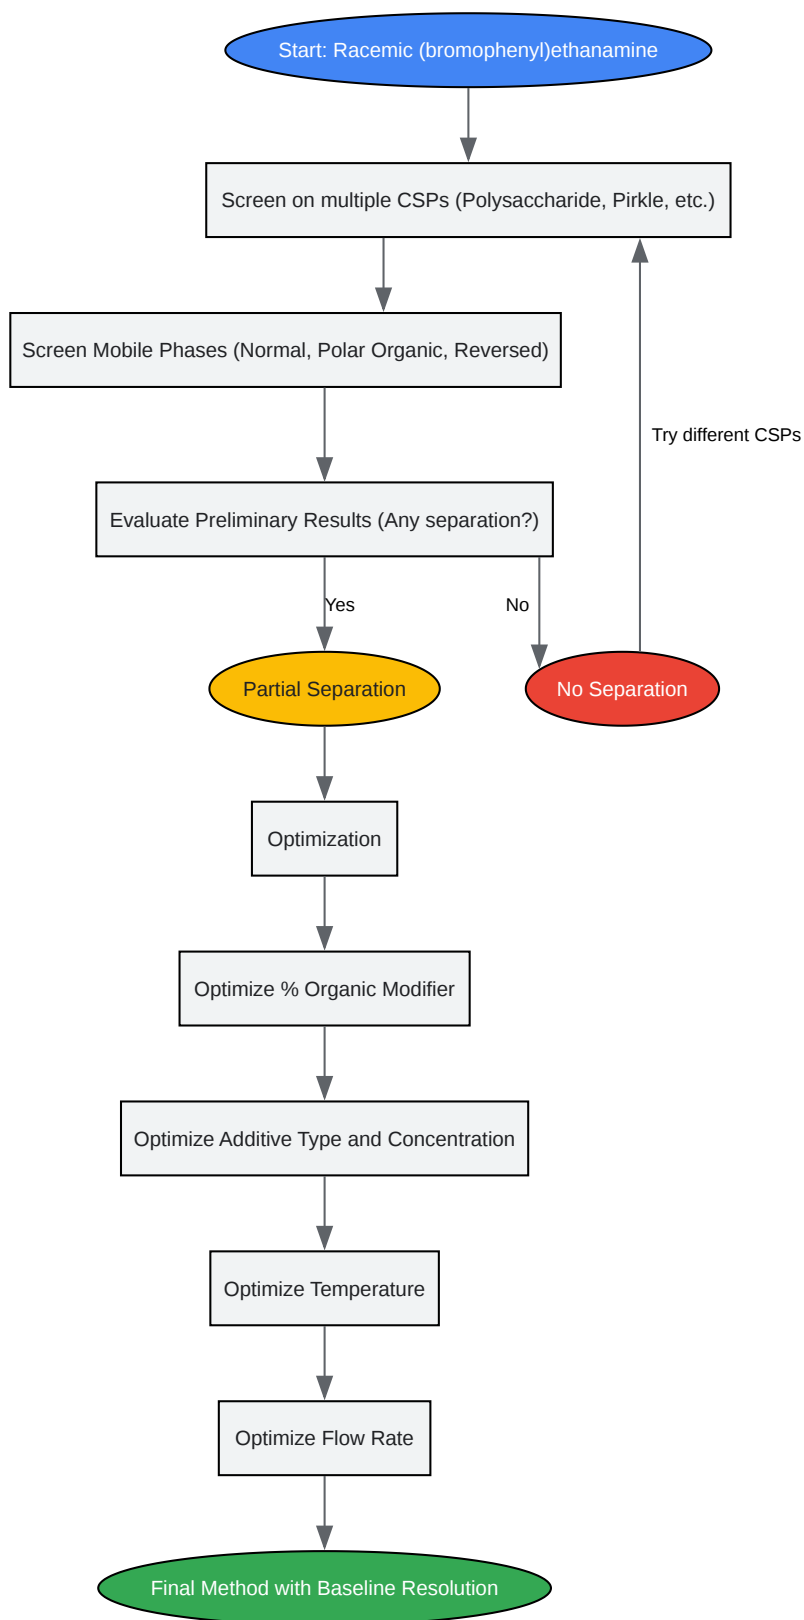 Start: Racemic (bromophenyl)ethanamine
Screen on multiple CSPs (Polysaccharide, Pirkle, etc.)
Screen Mobile Phases (Normal, Polar Organic, Reversed)
Try different CSPs
Evaluate Preliminary Results (Any separation?)
Yes
No
Partial Separation
No Separation
Optimization
Optimize % Organic Modifier
Optimize Additive Type and Concentration
Optimize Temperature
Optimize Flow Rate
Final Method with Baseline Resolution